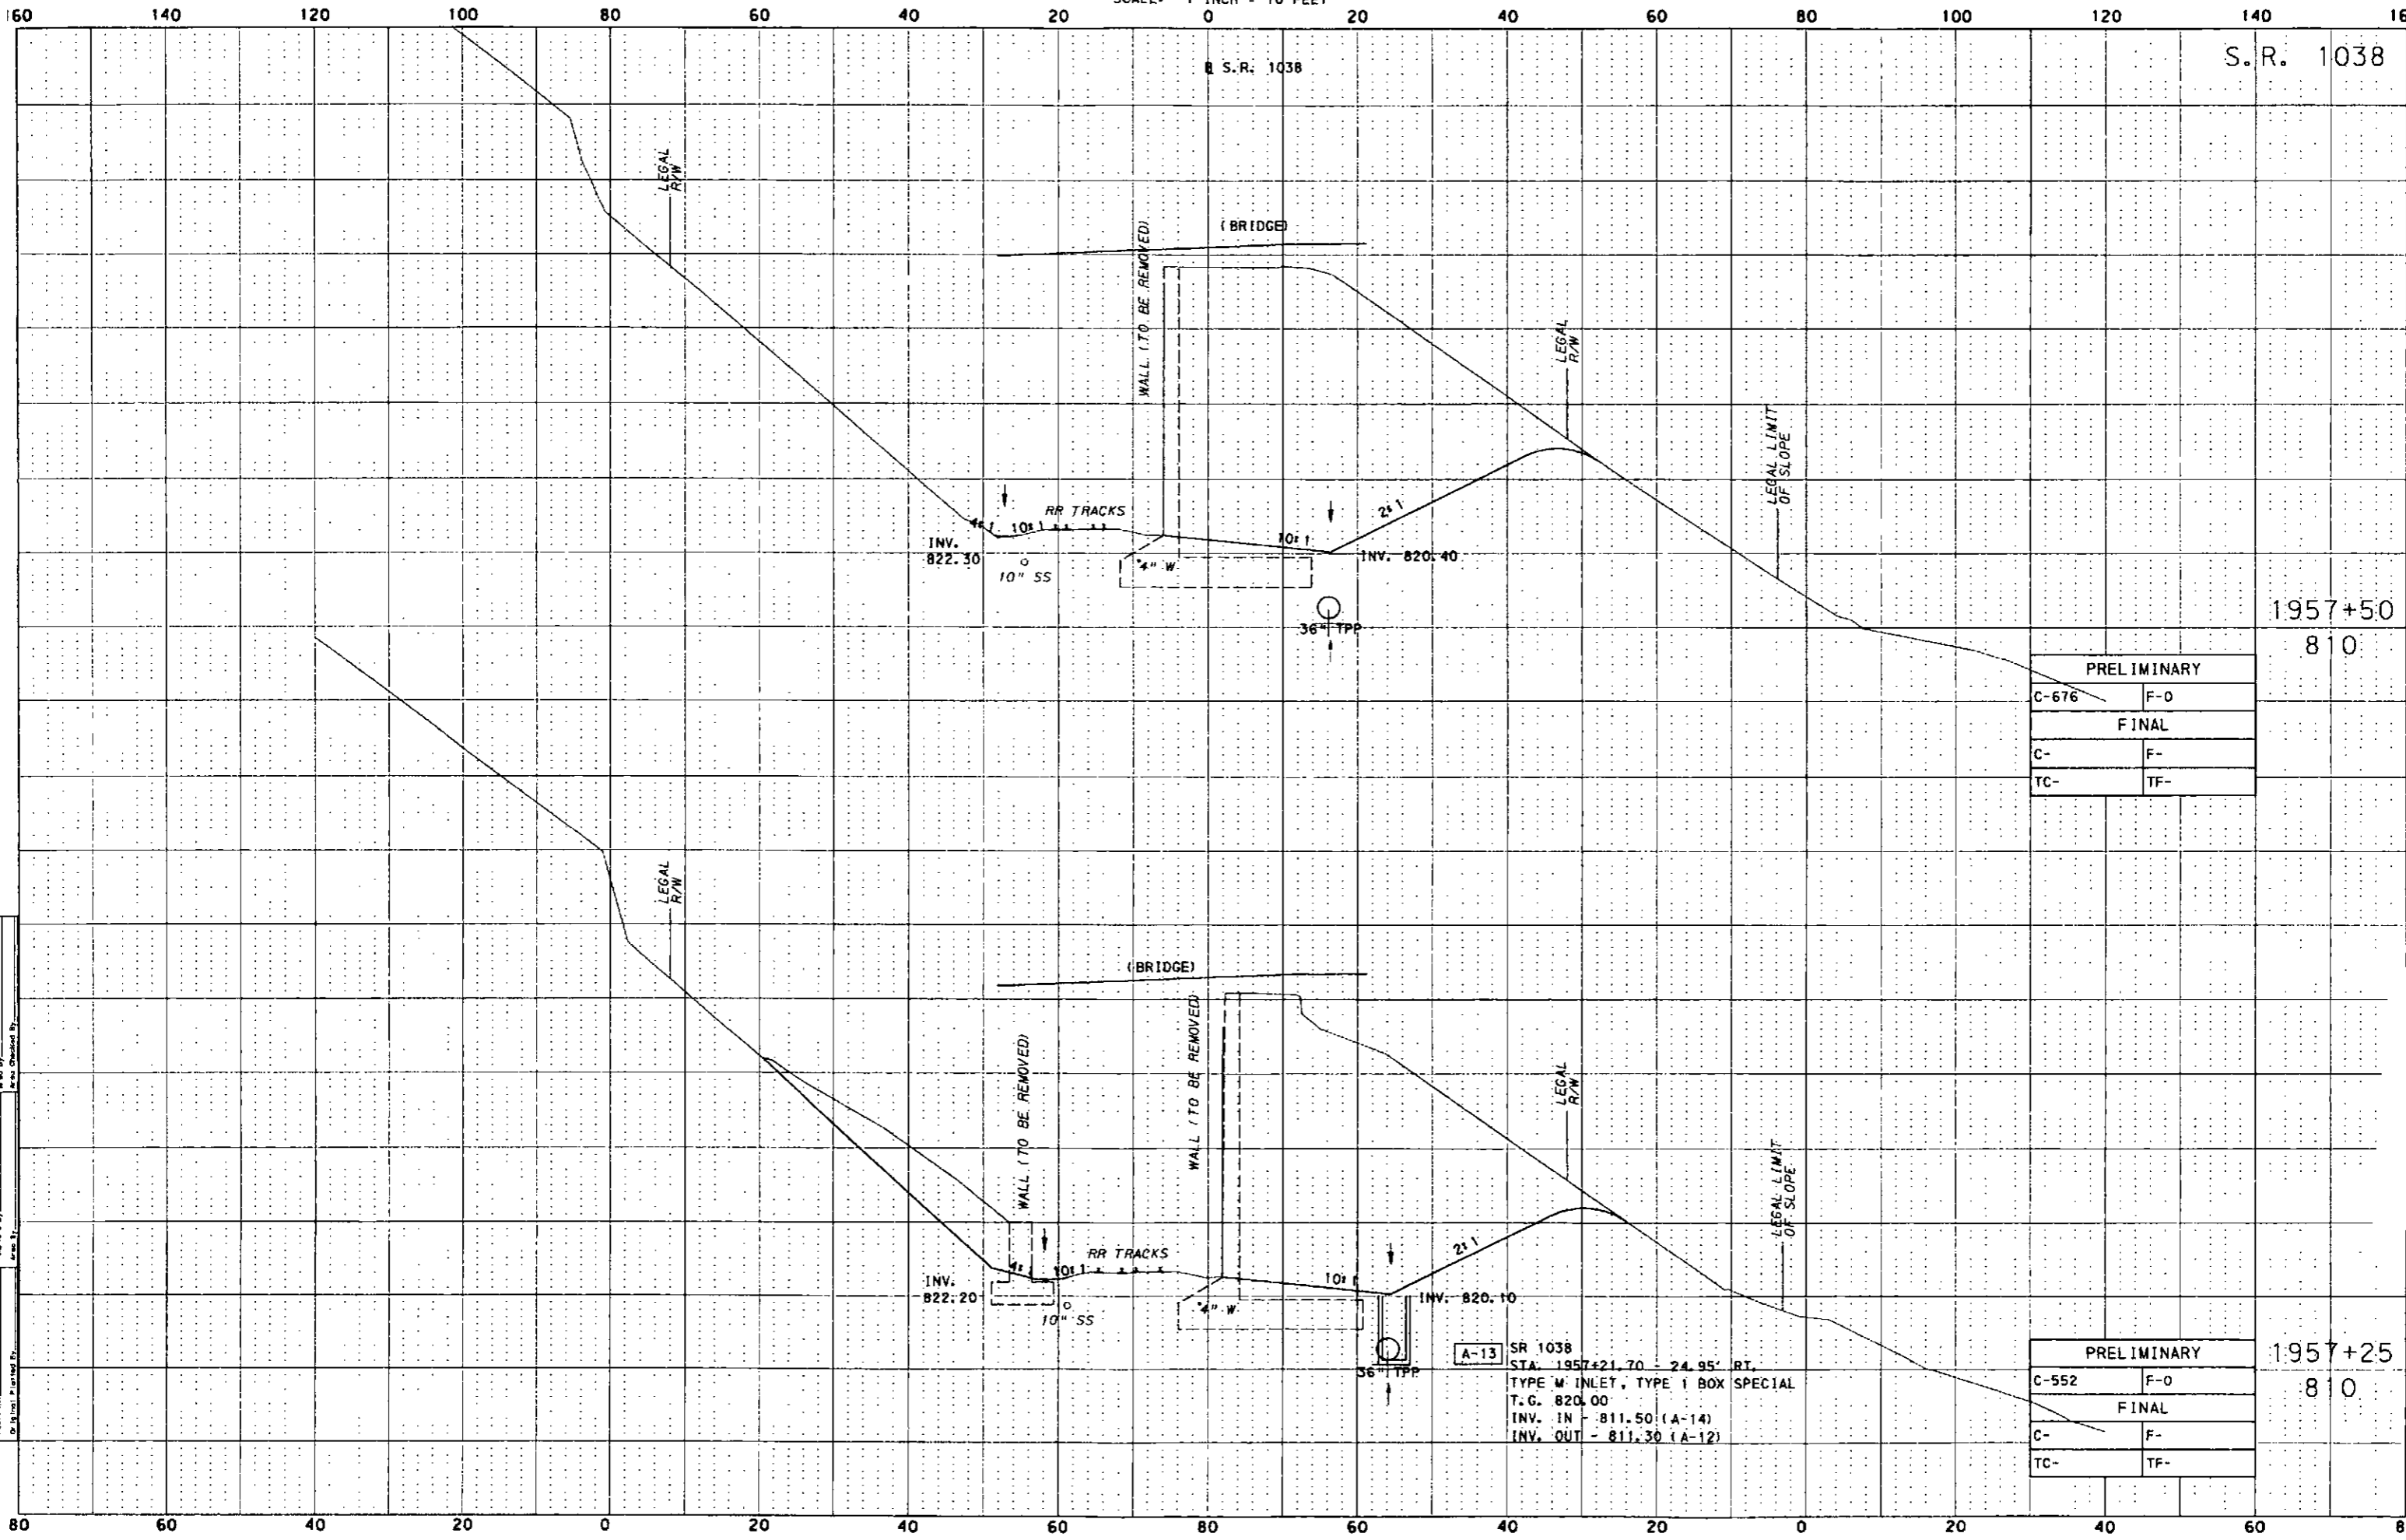 160 140 120 100 80 60 40 20 0 20 40 60 80 100 120 140
S.R. 1038
S.R. 1038
LEGAL
R/W
WALL (TO BE REMOVED)
(BRIDGE)
LEGAL
R/W
LEGAL LIMIT
OF SLOPE
4:1 10:1
RR TRACKS
INV.
822.30
10" SS
4" W
10:1
2:1
INV. 820.40
36" TPP
1957+50
810
PRELIMINARY
C-676 F-0
FINAL
C- F-
TC- TF-
LEGAL
R/W
(BRIDGE)
WALL (TO BE REMOVED)
WALL (TO BE REMOVED)
LEGAL
R/W
LEGAL LIMIT
OF SLOPE
10:1
RR TRACKS
INV.
822.20
10" SS
4" W
2:1
INV. 820.10
36" TPP
A-13 SR 1038
STA. 1957+21.70 - 24.95' RT.
TYPE M INLET, TYPE 1 BOX SPECIAL
T.G. 820.00
INV. IN - 811.50 (A-14)
INV. OUT - 811.30 (A-12)
1957+25
810
PRELIMINARY
C-552 F-0
FINAL
C- F-
TC- TF-
80 60 40 20 0 20 40 60 80 60 40 20 0 20 40 60